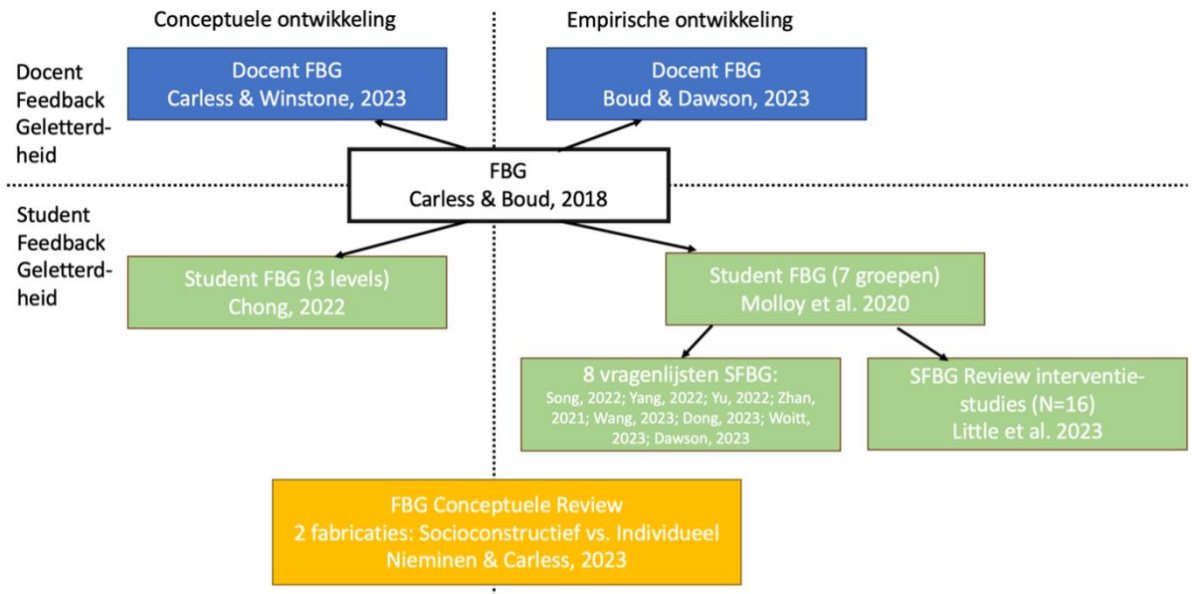 Conceptuele ontwikkeling
Empirische ontwikkeling
Docent
Feedback
Geletterd-
heid
Docent FBG
Carless & Winstone, 2023
Docent FBG
Boud & Dawson, 2023
FBG
Carless & Boud, 2018
Student
Feedback
Geletterd-
heid
Student FBG (3 levels)
Chong, 2022
Student FBG (7 groepen)
Molloy et al. 2020
8 vragenlijsten SFBG:
Song, 2022; Yang, 2022; Yu, 2022; Zhan,
2021; Wang, 2023; Dong, 2023; Woitt,
2023; Dawson, 2023
SFBG Review interventie-
studies (N=16)
Little et al. 2023
FBG Conceptuele Review
2 fabricaties: Socioconstructief vs. Individueel
Nieminen & Carless, 2023